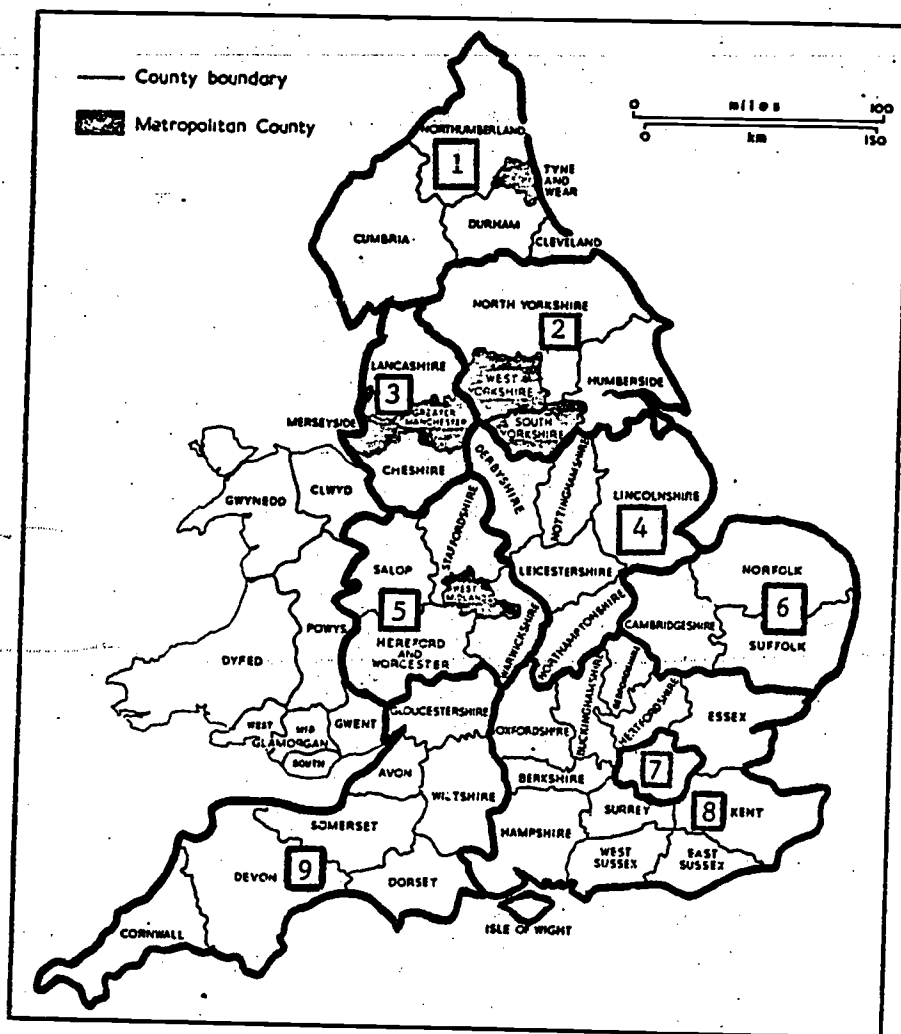 County boundary
Metropolitan County
0 miles 100
0 km 150
NORTHUMBERLAND
1
TYNE
AND
WEAR
CUMBRIA
DURHAM
CLEVELAND
NORTH YORKSHIRE
2
LANCASHIRE
3
WEST
YORKSHIRE
HUMBERSIDE
MERSEYSIDE
GREATER
MANCHESTER
SOUTH
YORKSHIRE
CHESHIRE
DERBYSHIRE
NOTTINGHAMSHIRE
LINCOLNSHIRE
4
GWYNEDD
CLWYD
SALOP
STAFFORDSHIRE
LEICESTERSHIRE
NORFOLK
6
5
WEST
MIDLANDS
POWYS
HEREFORD
AND
WORCESTER
WARWICKSHIRE
NORTHAMPTONSHIRE
CAMBRIDGESHIRE
SUFFOLK
DYFED
GWENT
GLOUCESTERSHIRE
OXFORDSHIRE
BUCKINGHAMSHIRE
BEDFORDSHIRE
HERTFORDSHIRE
ESSEX
WEST
MID
GLAMORGAN
SOUTH
AVON
WILTSHIRE
BERKSHIRE
7
SURREY
8
KENT
SOMERSET
HAMPSHIRE
WEST
SUSSEX
EAST
SUSSEX
DEVON
9
DORSET
CORNWALL
ISLE OF WIGHT